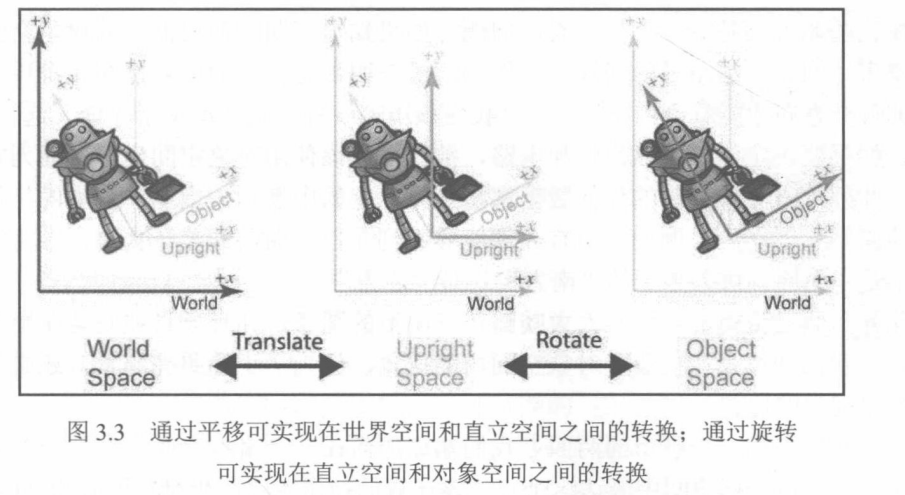 +y
+y
+y
+x
Object
Upright
+x
+x
World
+y
+y
+y
+x
Object
Upright
+x
+x
World
+y
+y
+y
+x
Object
Upright
+x
+x
World
World
Space
Translate
Upright
Space
Rotate
Object
Space
图 3.3 通过平移可实现在世界空间和直立空间之间的转换；通过旋转
可实现在直立空间和对象空间之间的转换